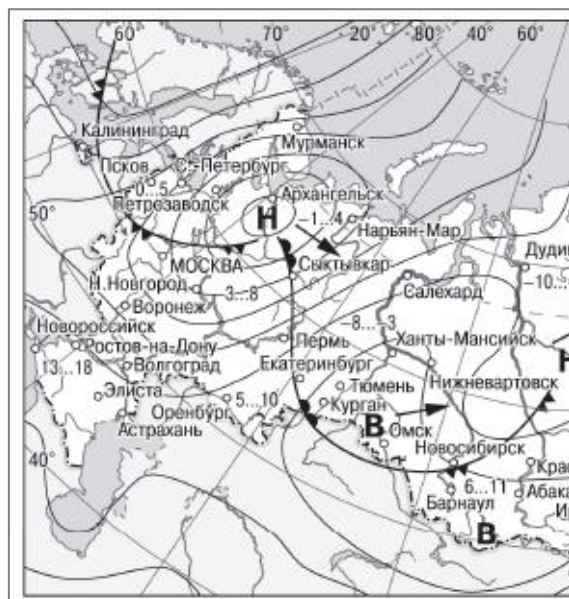 60°
70°
20°
80°
40°
60°
Калининград
Мурманск
Псков
С.-Петербург
0...5
Архангельск
Петрозаводск
Н
-1...4
50°
Нарьян-Мар
МОСКВА
Сыктывкар
Н.Новгород
Салехард
3...8
-10...
Воронеж
Новороссийск
-8...-3
Пермь
Ханты-Мансийск
Ростов-на-Дону
Екатеринбург
13...18
Волгоград
Тюмень
Нижневартовск
Элиста
5...10
Курган
Оренбург
В
Омск
Астрахань
Новосибирск
40°
6...11
Барнаул
В